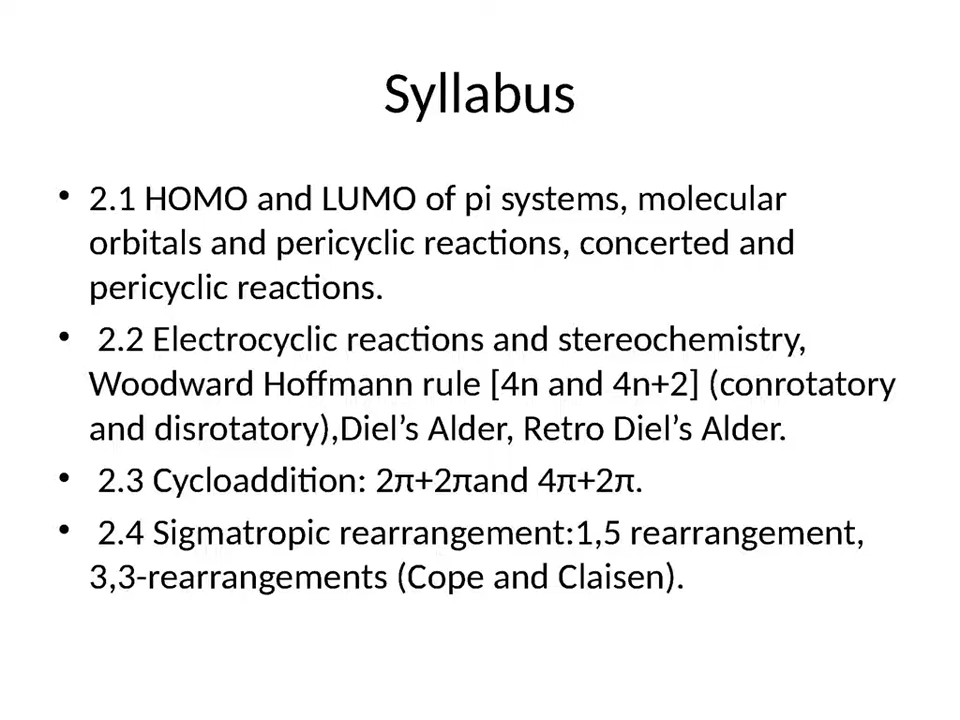 Syllabus
• 2.1 HOMO and LUMO of pi systems, molecular
orbitals and pericyclic reactions, concerted and
pericyclic reactions.
• 2.2 Electrocyclic reactions and stereochemistry,
Woodward Hoffmann rule [4n and 4n+2] (conrotatory
and disrotatory),Diel’s Alder, Retro Diel’s Alder.
• 2.3 Cycloaddition: 2π+2πand 4π+2π.
• 2.4 Sigmatropic rearrangement:1,5 rearrangement,
3,3-rearrangements (Cope and Claisen).